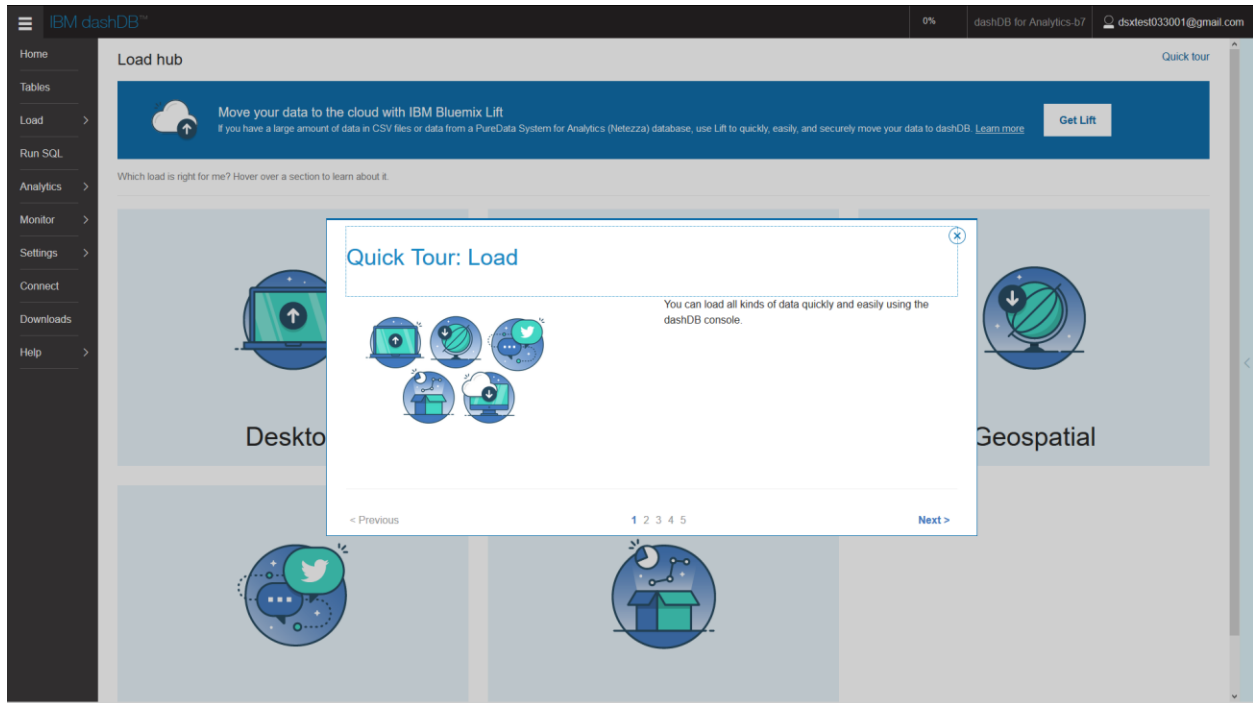 IBM dashDB™
0%
dashDB for Analytics-b7
dsxtest033001@gmail.com
Home
Tables
Load
Run SQL
Analytics
Monitor
Settings
Connect
Downloads
Help
Load hub
Quick tour
Move your data to the cloud with IBM Bluemix Lift
If you have a large amount of data in CSV files or data from a PureData System for Analytics (Netezza) database, use Lift to quickly, easily, and securely move your data to dashDB. Learn more
Get Lift
Which load is right for me? Hover over a section to learn about it.
Quick Tour: Load
You can load all kinds of data quickly and easily using the
dashDB console.
Deskto
Geospatial
< Previous
1 2 3 4 5
Next >